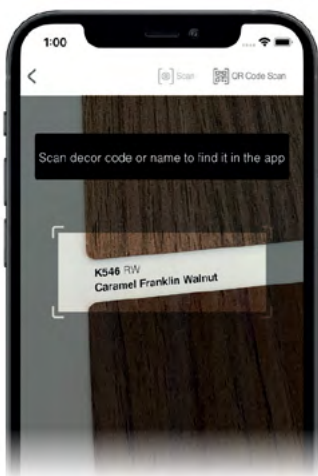 1:00
Scan QR Code Scan
Scan decor code or name to find it in the app
K546 RW
Caramel Franklin Walnut